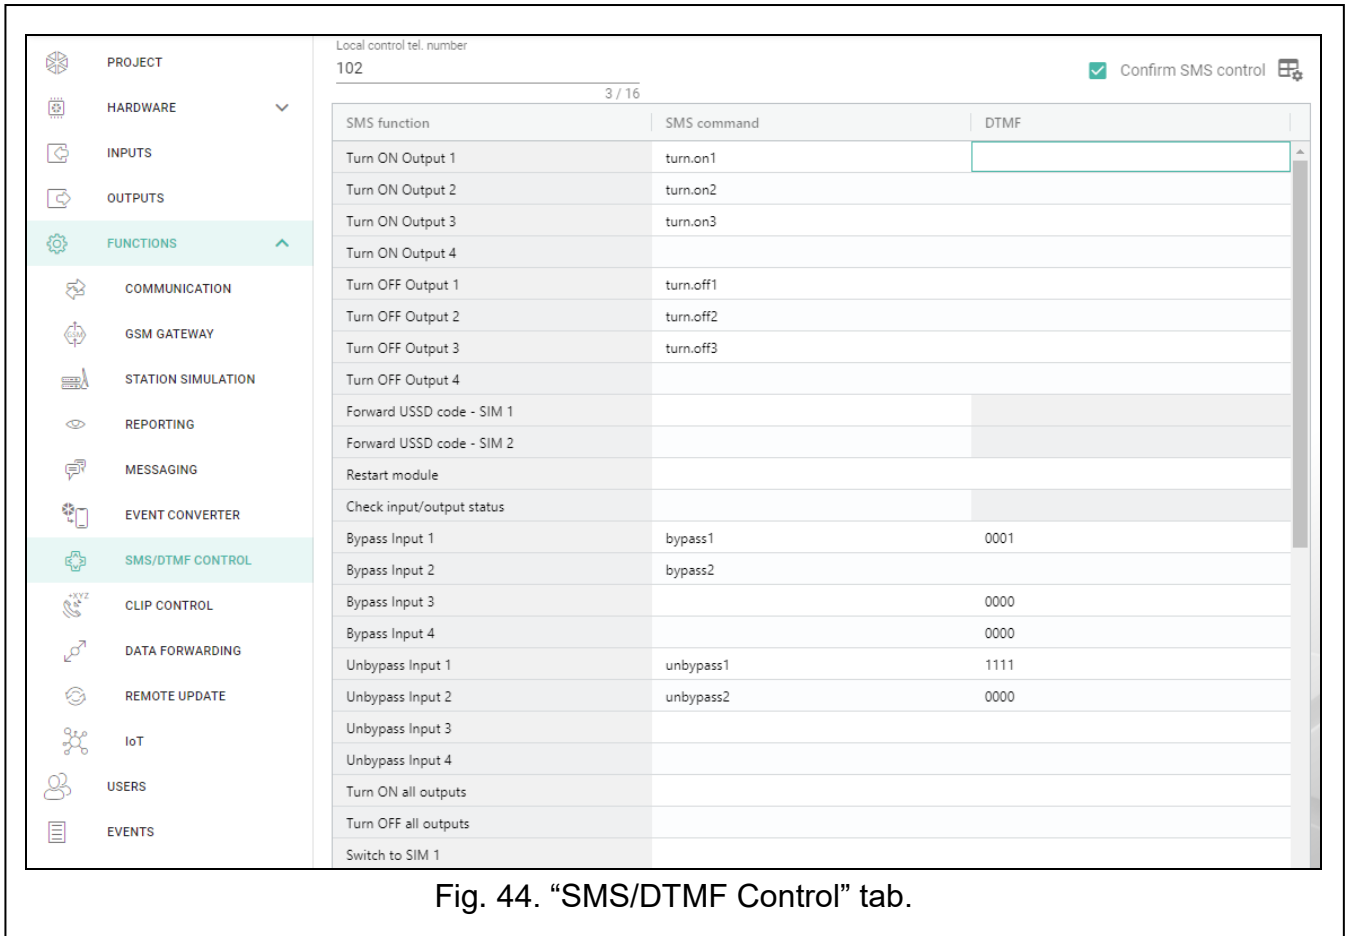 PROJECT
HARDWARE
INPUTS
OUTPUTS
FUNCTIONS
COMMUNICATION
GSM
GSM GATEWAY
STATION SIMULATION
REPORTING
MESSAGING
EVENT CONVERTER
SMS/DTMF CONTROL
+XYZ
CLIP CONTROL
DATA FORWARDING
REMOTE UPDATE
IoT
USERS
EVENTS
Local control tel. number
102
3 / 16
Confirm SMS control
SMS function SMS command DTMF
Turn ON Output 1 turn.on1
Turn ON Output 2 turn.on2
Turn ON Output 3 turn.on3
Turn ON Output 4
Turn OFF Output 1 turn.off1
Turn OFF Output 2 turn.off2
Turn OFF Output 3 turn.off3
Turn OFF Output 4
Forward USSD code - SIM 1
Forward USSD code - SIM 2
Restart module
Check input/output status
Bypass Input 1 bypass1 0001
Bypass Input 2 bypass2
Bypass Input 3 0000
Bypass Input 4 0000
Unbypass Input 1 unbypass1 1111
Unbypass Input 2 unbypass2 0000
Unbypass Input 3
Unbypass Input 4
Turn ON all outputs
Turn OFF all outputs
Switch to SIM 1
Fig. 44. “SMS/DTMF Control” tab.